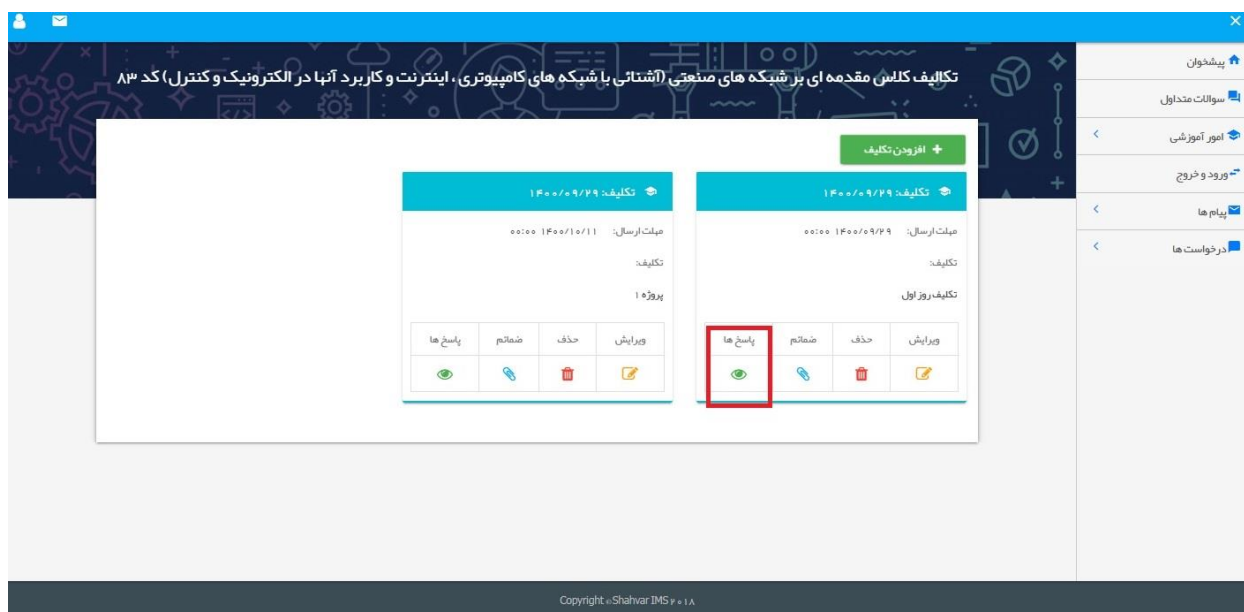 تکالیف کلاس مقدمه ای بر شبکه های صنعتی (آشنائی با شبکه های کامپیوتری ، اینترنت و کاربرد آنها در الکترونیک و کنترل) کد ۸۳
پیشخوان
سوالات متداول
امور آموزشی
ورود و خروج
پیام ها
درخواست ها
+ افزودن تکلیف
تکلیف: ۱۴۰۰/۰۹/۲۹
مهلت ارسال: ۱۴۰۰/۰۹/۲۹ ۰۰:۰۰
تکلیف:
تکلیف روز اول
ویرایش حذف ضمائم پاسخ ها
تکلیف: ۱۴۰۰/۰۹/۲۹
مهلت ارسال: ۱۴۰۰/۱۰/۱۱ ۰۰:۰۰
تکلیف:
پروژه ۱
ویرایش حذف ضمائم پاسخ ها
Copyright © Shahvar IMS ۲۰۱۸